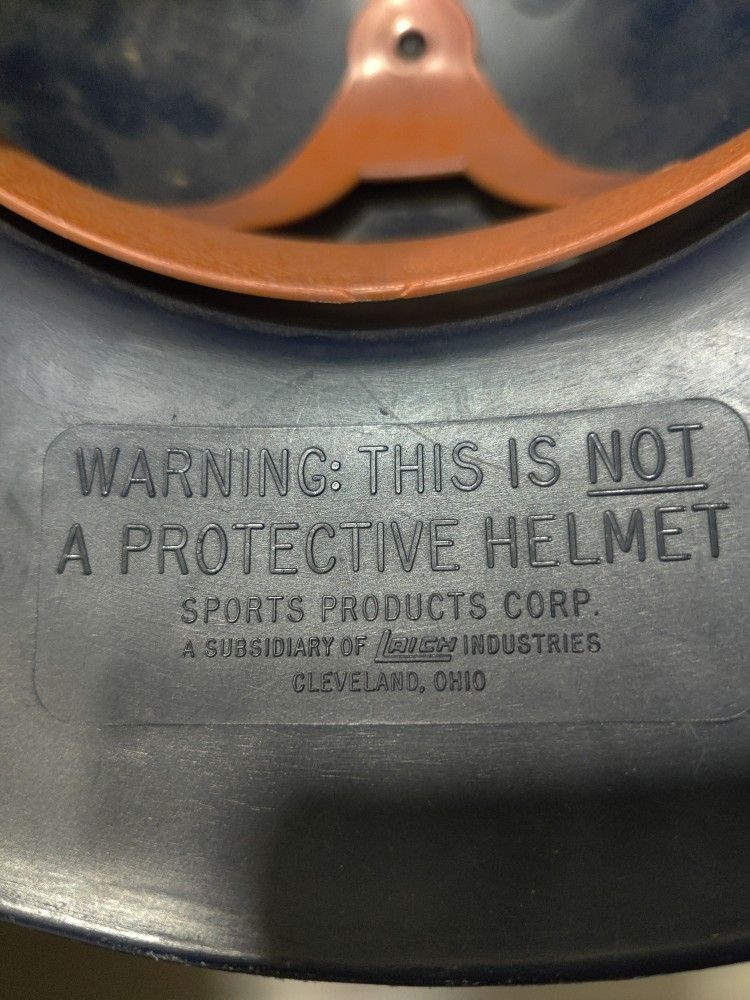 WARNING: THIS IS NOT
A PROTECTIVE HELMET
SPORTS PRODUCTS CORP.
A SUBSIDIARY OF LAICH INDUSTRIES
CLEVELAND, OHIO